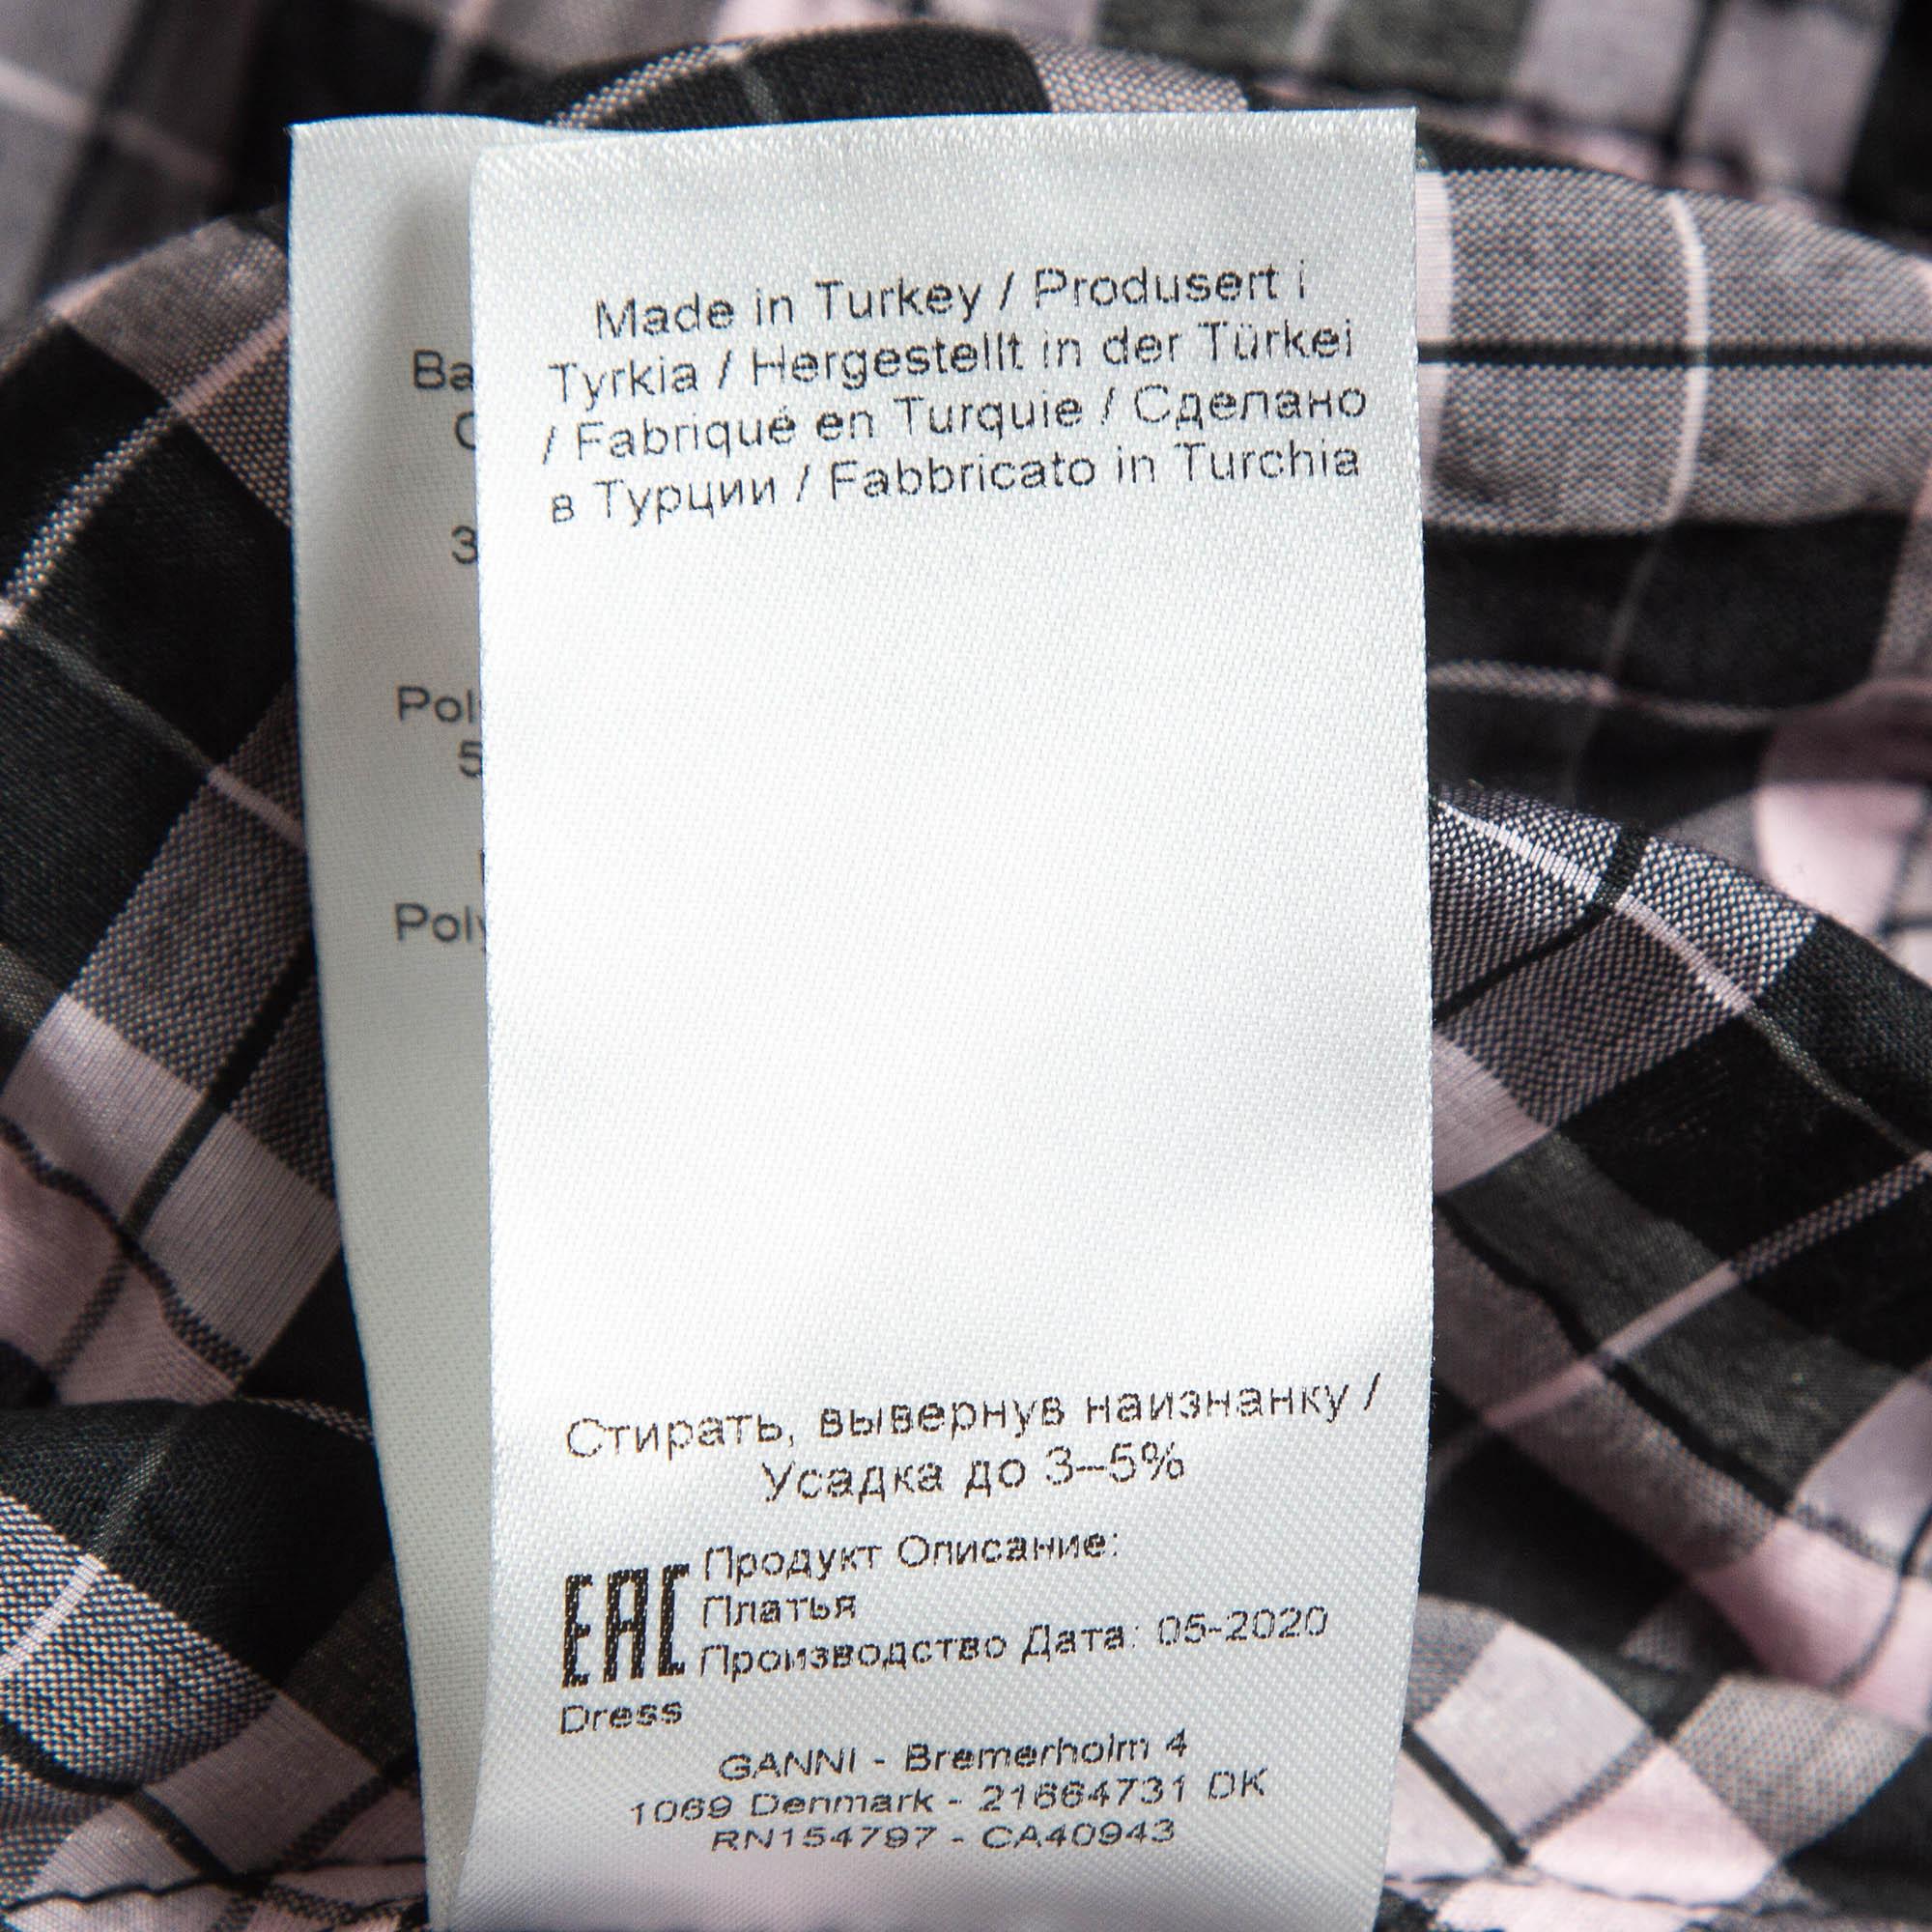 Made in Turkey / Produsert i
Tyrkia / Hergestellt in der Türkei
/ Fabriqué en Turquie / Сделано
в Турции / Fabbricato in Turchia
Стирать, вывернув наизнанку /
Усадка до 3–5%
EAC
Продукт Описание:
Платья
Производство Дата: 05-2020
Dress
GANNI - Bremerholm 4
1069 Denmark - 21664731 DK
RN154797 - CA40943